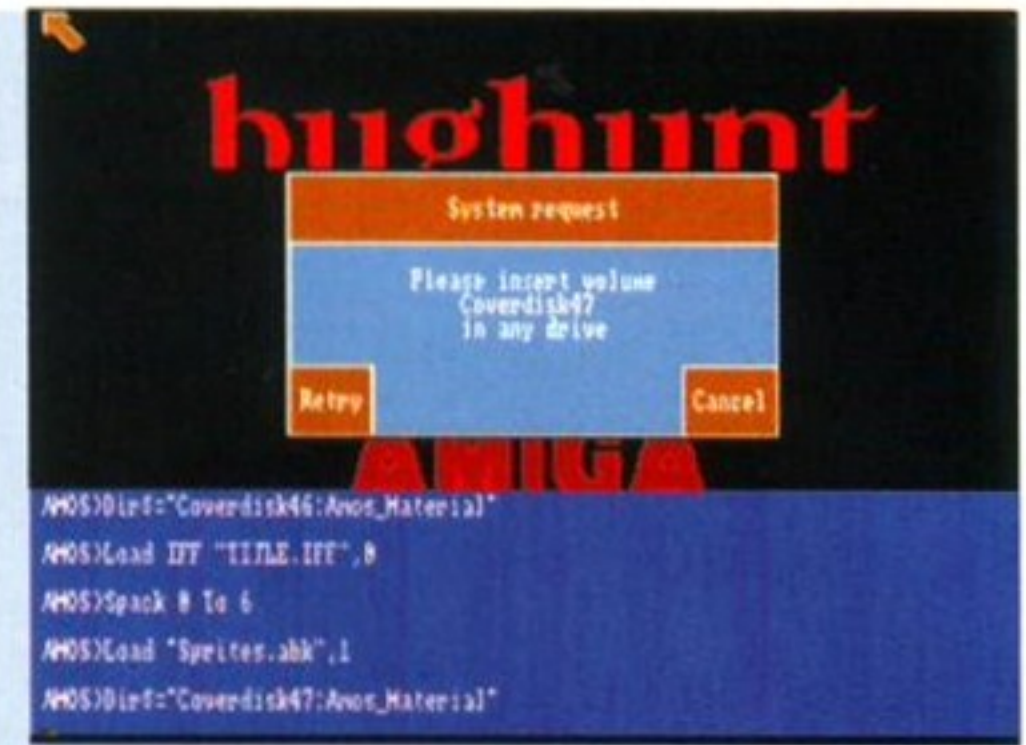 bughunt
System request
Please insert volume
Coverdisk47
in any drive
Retry
Cancel
AMIGA
AMOS>Dir$="Coverdisk46:Amos_Material"
AMOS>Load IFF "TITLE.IFF",0
AMOS>Spack 0 To 6
AMOS>Load "Sprites.abk",1
AMOS>Dir$="Coverdisk47:Amos_Material"